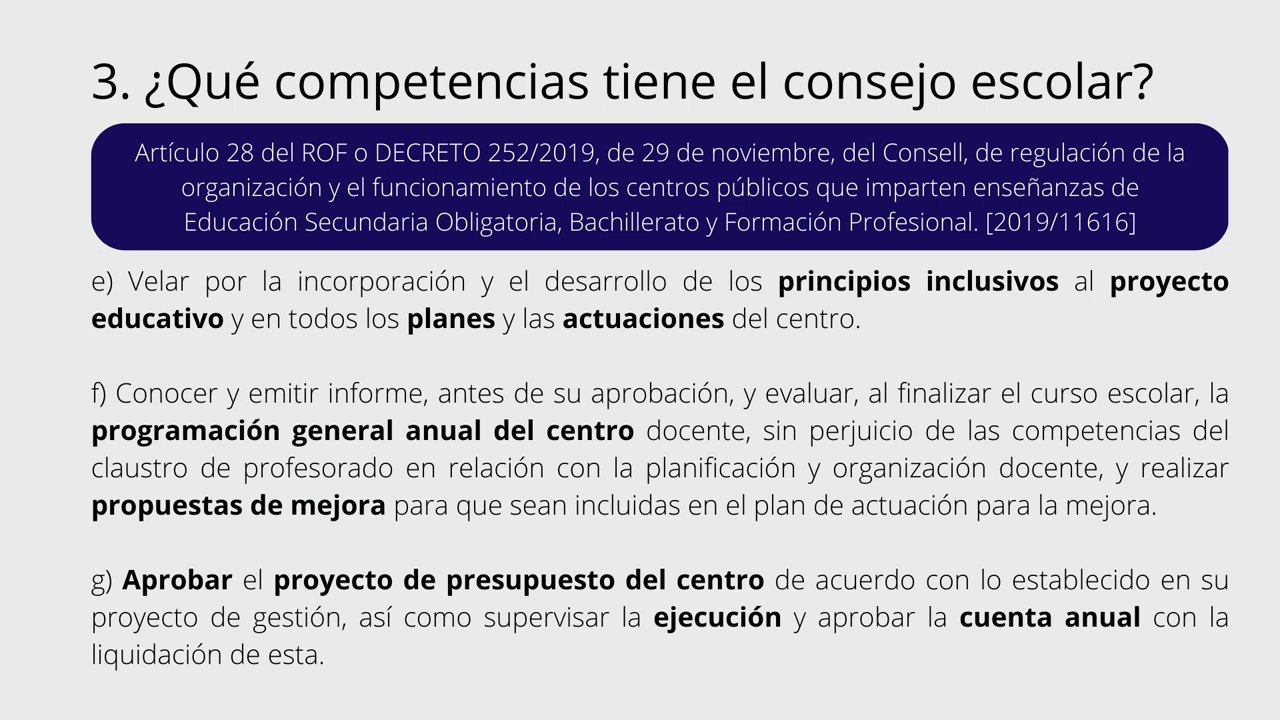 3. ¿Qué competencias tiene el consejo escolar?
Artículo 28 del ROF o DECRETO 252/2019, de 29 de noviembre, del Consell, de regulación de la
organización y el funcionamiento de los centros públicos que imparten enseñanzas de
Educación Secundaria Obligatoria, Bachillerato y Formación Profesional. [2019/11616]
e) Velar por la incorporación y el desarrollo de los principios inclusivos al proyecto
educativo y en todos los planes y las actuaciones del centro.
f) Conocer y emitir informe, antes de su aprobación, y evaluar, al finalizar el curso escolar, la
programación general anual del centro docente, sin perjuicio de las competencias del
claustro de profesorado en relación con la planificación y organización docente, y realizar
propuestas de mejora para que sean incluidas en el plan de actuación para la mejora.
g) Aprobar el proyecto de presupuesto del centro de acuerdo con lo establecido en su
proyecto de gestión, así como supervisar la ejecución y aprobar la cuenta anual con la
liquidación de esta.